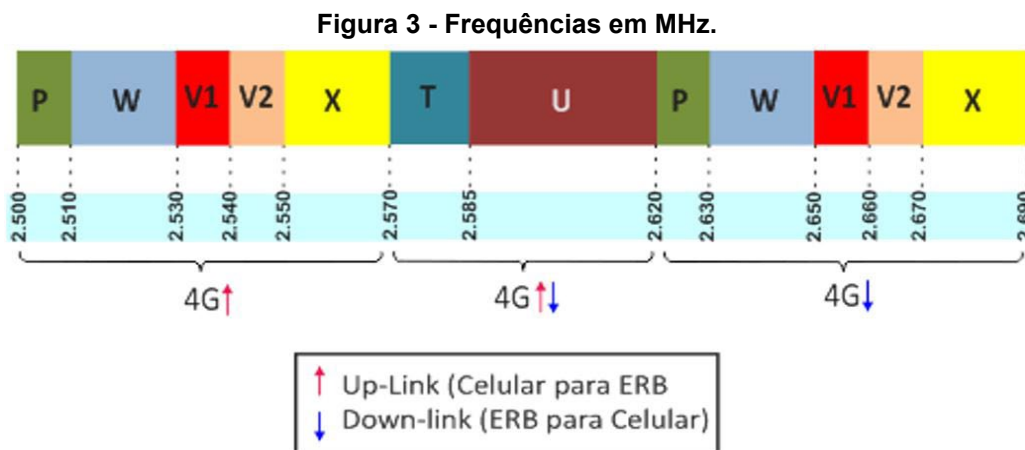 Figura 3 - Frequências em MHz.
P W V1 V2 X T U P W V1 V2 X
2.500 2.510 2.530 2.540 2.550 2.570 2.585 2.620 2.630 2.650 2.660 2.670 2.690
4G↑ 4G↑↓ 4G↓
↑ Up-Link (Celular para ERB
↓ Down-link (ERB para Celular)